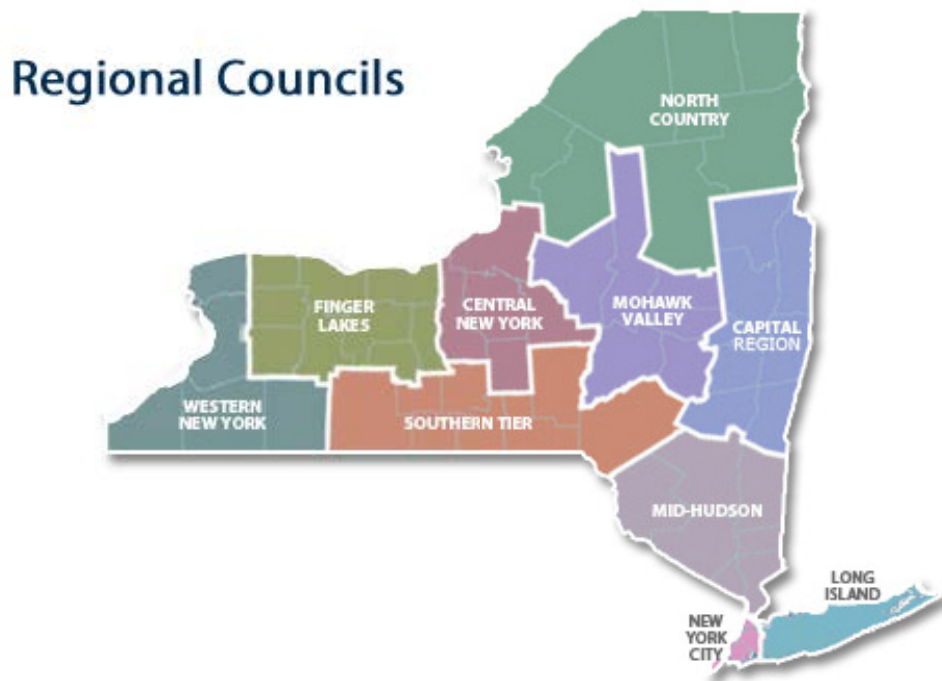 Regional Councils
NORTH
COUNTRY
FINGER
LAKES
CENTRAL
NEW YORK
MOHAWK
VALLEY
CAPITAL
REGION
WESTERN
NEW YORK
SOUTHERN TIER
MID-HUDSON
LONG
ISLAND
NEW
YORK
CITY